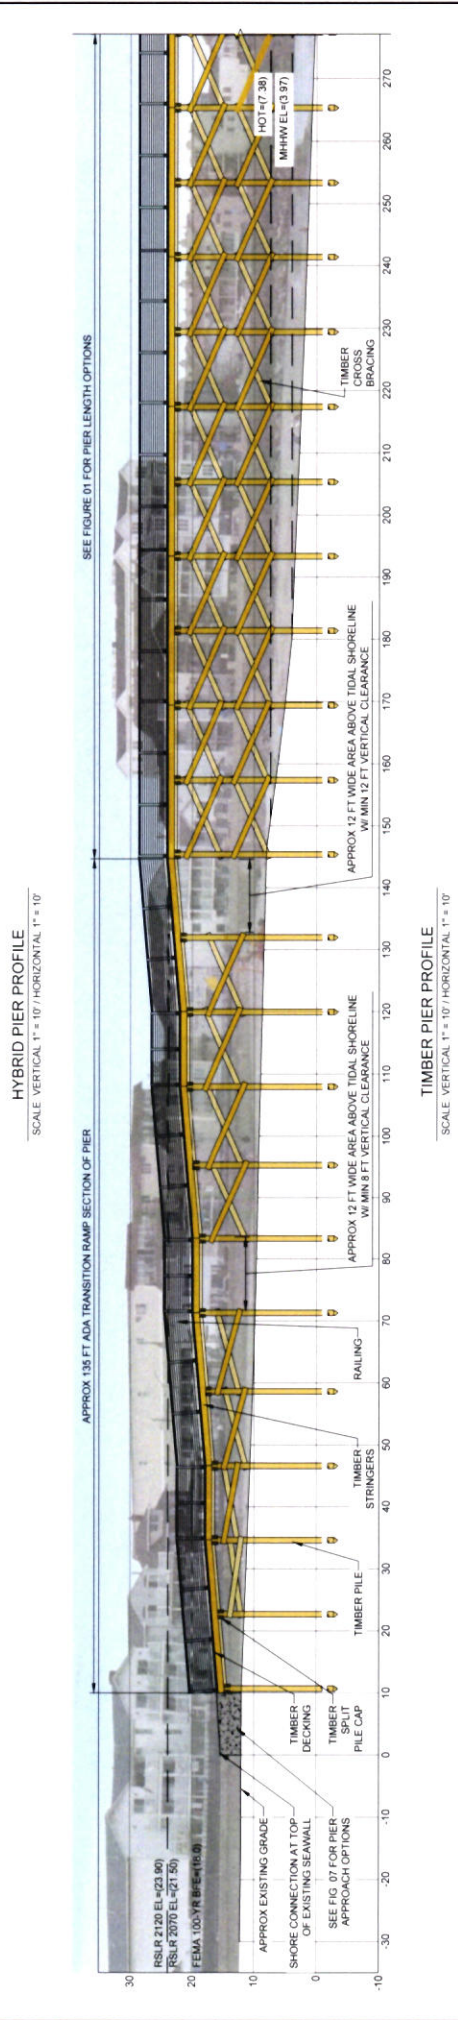 HYBRID PIER PROFILE
SCALE VERTICAL 1" = 10' / HORIZONTAL 1" = 10'
APPROX 135 FT ADA TRANSITION RAMP SECTION OF PIER
SEE FIGURE 01 FOR PIER LENGTH OPTIONS
30
20
10
0
-10
RSLR 2120 EL=(23.90)
RSLR 2070 EL=(21.50)
FEMA 100-YR BFE=(18.0)
HOT=(7.38)
MHHW EL=(3.97)
APPROX EXISTING GRADE
SHORE CONNECTION AT TOP
OF EXISTING SEAWALL
SEE FIG 07 FOR PIER
APPROACH OPTIONS
TIMBER
DECKING
TIMBER
SPLIT
PILE CAP
TIMBER PILE
TIMBER
STRINGERS
RAILING
APPROX 12 FT WIDE AREA ABOVE TIDAL SHORELINE
W/ MIN 8 FT VERTICAL CLEARANCE
APPROX 12 FT WIDE AREA ABOVE TIDAL SHORELINE
W/ MIN 12 FT VERTICAL CLEARANCE
TIMBER
CROSS
BRACING
-30 -20 -10 0 10 20 30 40 50 60 70 80 90 100 110 120 130 140 150 160 170 180 190 200 210 220 230 240 250 260 270
TIMBER PIER PROFILE
SCALE VERTICAL 1" = 10' / HORIZONTAL 1" = 10'